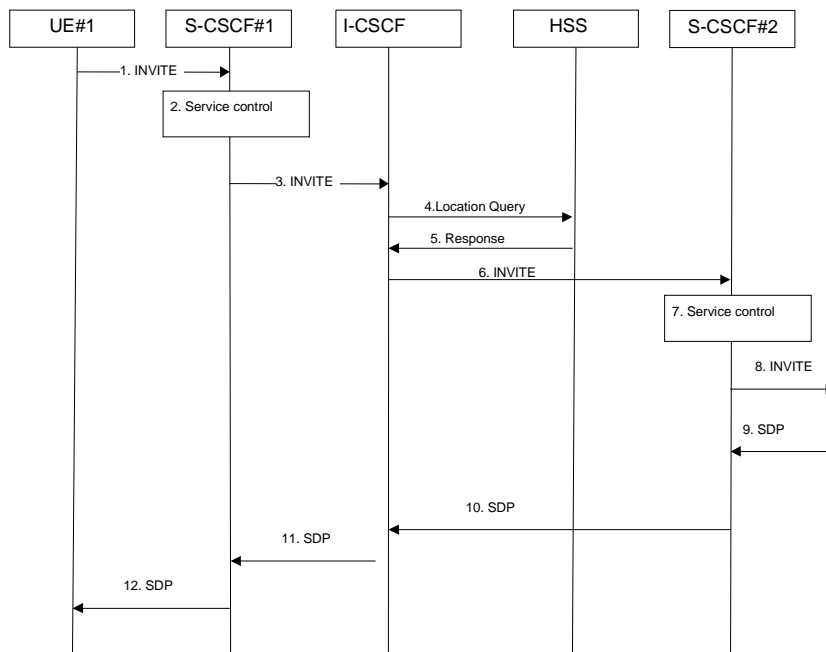 UE#1
S-CSCF#1
I-CSCF
HSS
S-CSCF#2
1. INVITE
2. Service control
3. INVITE
4.Location Query
5. Response
6. INVITE
7. Service control
8. INVITE
9. SDP
10. SDP
11. SDP
12. SDP